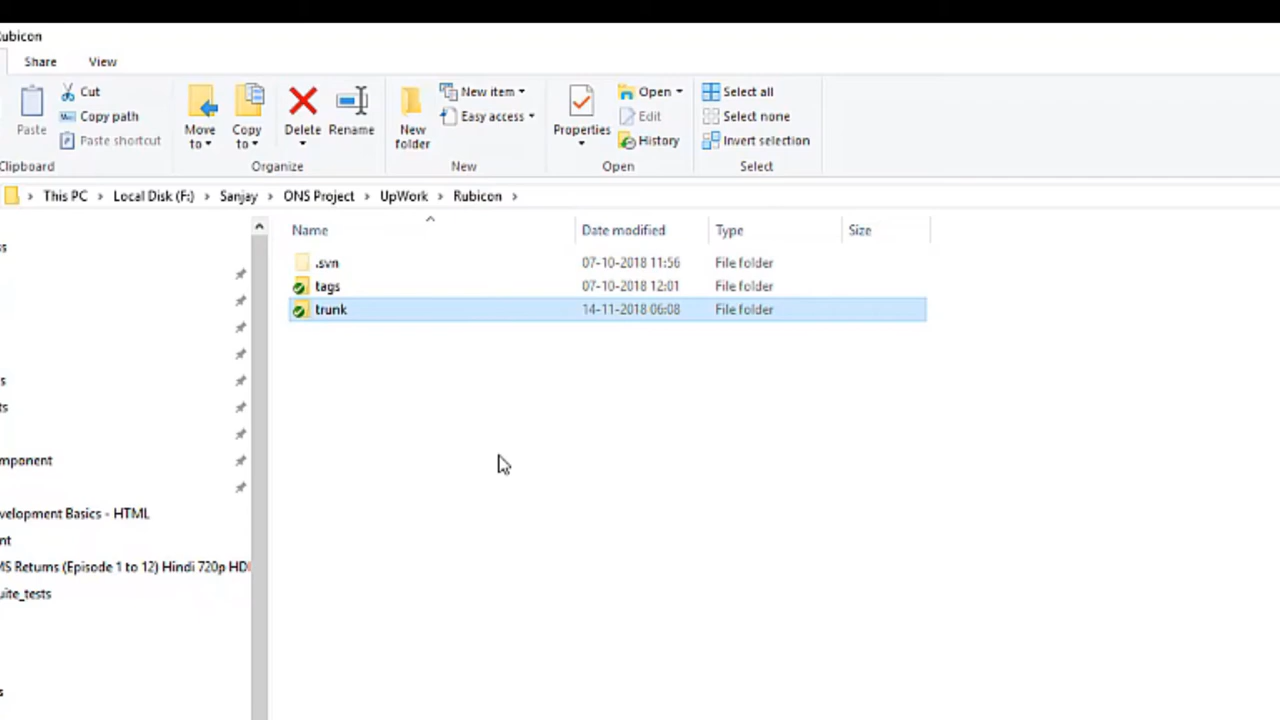 Rubicon
Share View
Cut
Copy path
Paste shortcut
Paste
Move to
Copy to
Delete
Rename
New folder
New item
Easy access
Properties
Open
Edit
History
Select all
Select none
Invert selection
Clipboard
Organize
New
Open
Select
This PC > Local Disk (F:) > Sanjay > ONS Project > UpWork > Rubicon >
Name Date modified Type Size
.svn 07-10-2018 11:56 File folder
tags 07-10-2018 12:01 File folder
trunk 14-11-2018 06:08 File folder
velopment Basics - HTML
MS Returns (Episode 1 to 12) Hindi 720p HD